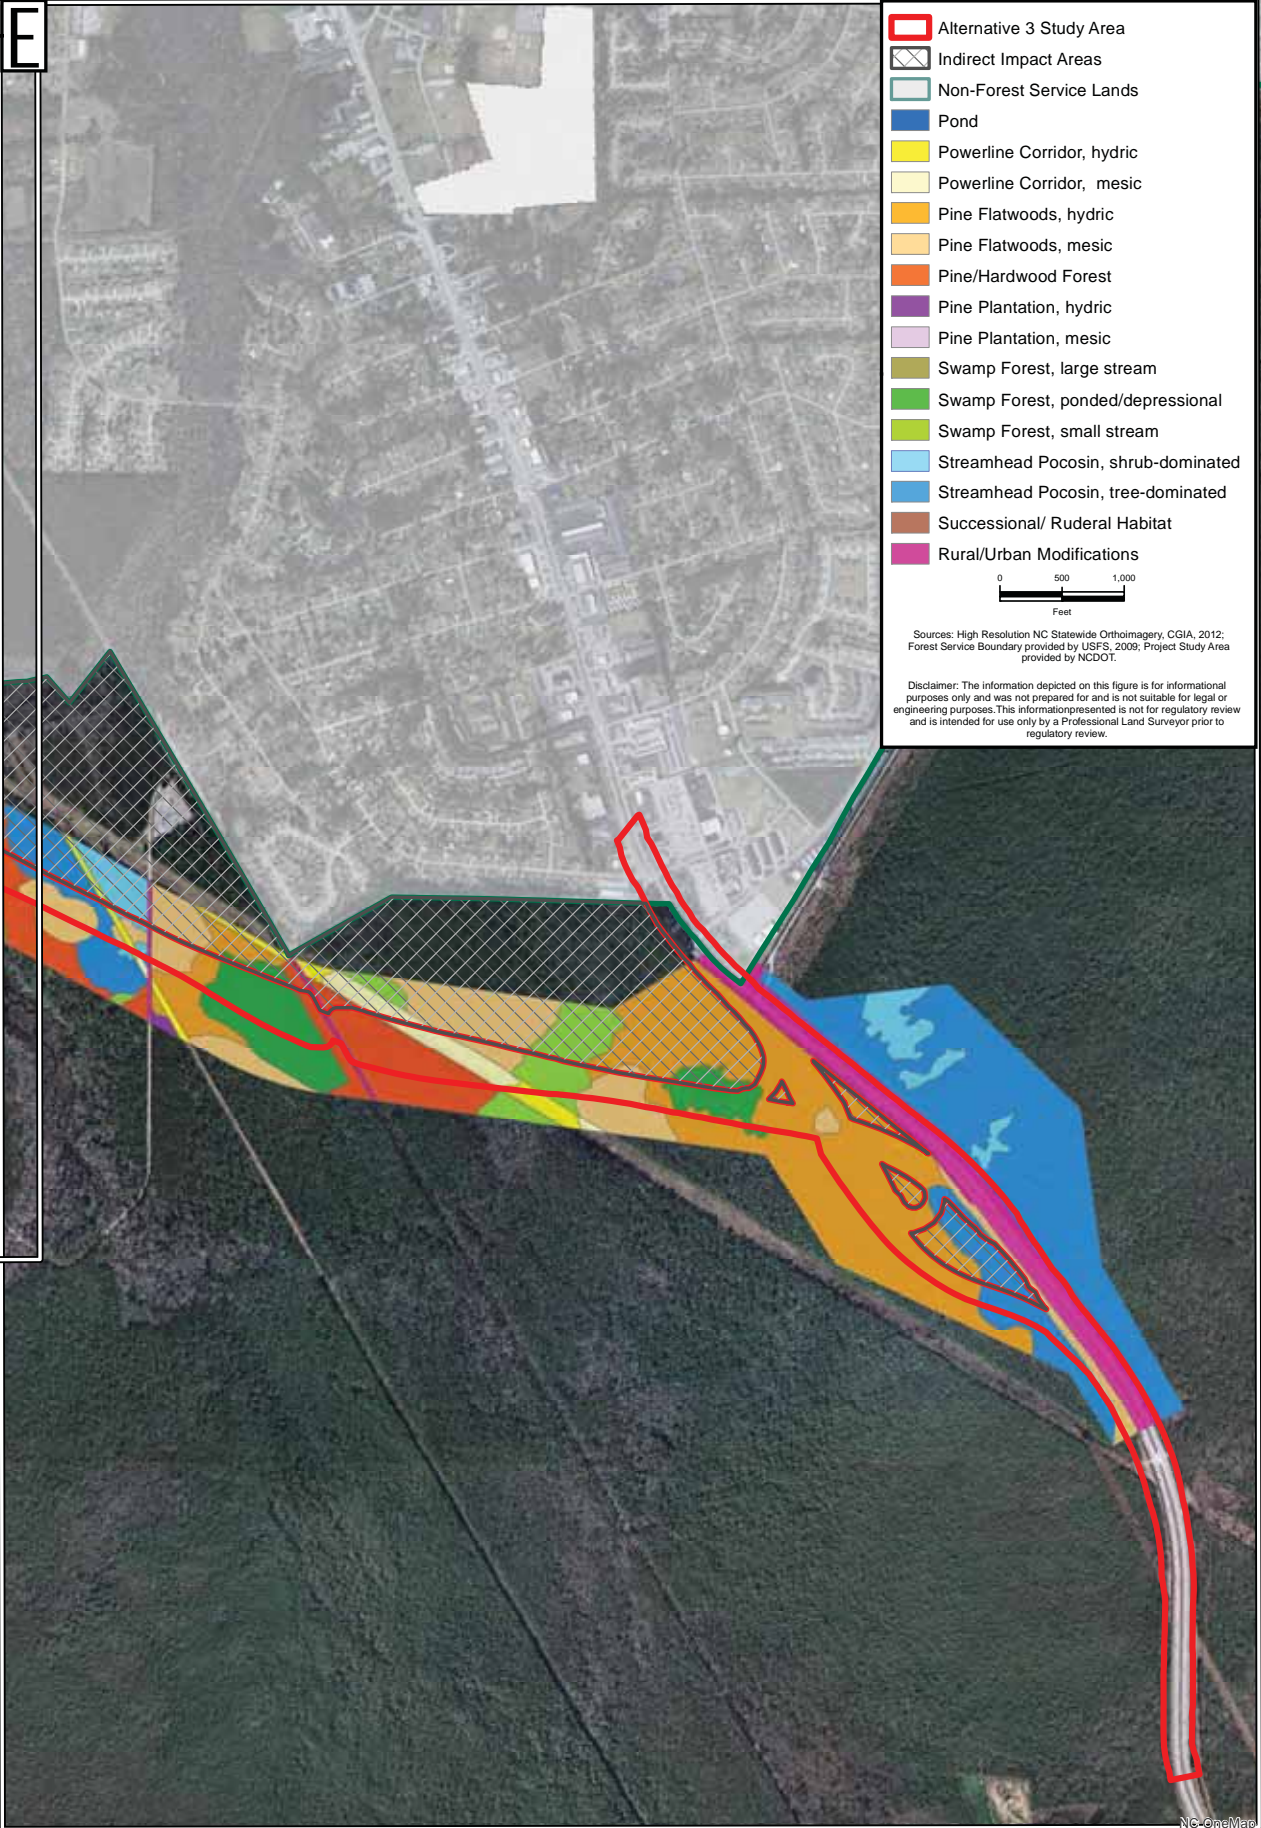 E
Alternative 3 Study Area
Indirect Impact Areas
Non-Forest Service Lands
Pond
Powerline Corridor, hydric
Powerline Corridor, mesic
Pine Flatwoods, hydric
Pine Flatwoods, mesic
Pine/Hardwood Forest
Pine Plantation, hydric
Pine Plantation, mesic
Swamp Forest, large stream
Swamp Forest, ponded/depressional
Swamp Forest, small stream
Streamhead Pocosin, shrub-dominated
Streamhead Pocosin, tree-dominated
Successional/ Ruderal Habitat
Rural/Urban Modifications
0 500 1,000
Feet
Sources: High Resolution NC Statewide Orthoimagery, CGIA, 2012;
Forest Service Boundary provided by USFS, 2009; Project Study Area
provided by NCDOT.
Disclaimer: The information depicted on this figure is for informational
purposes only and was not prepared for and is not suitable for legal or
engineering purposes.This informationpresented is not for regulatory review
and is intended for use only by a Professional Land Surveyor prior to
regulatory review.
NC OneMap